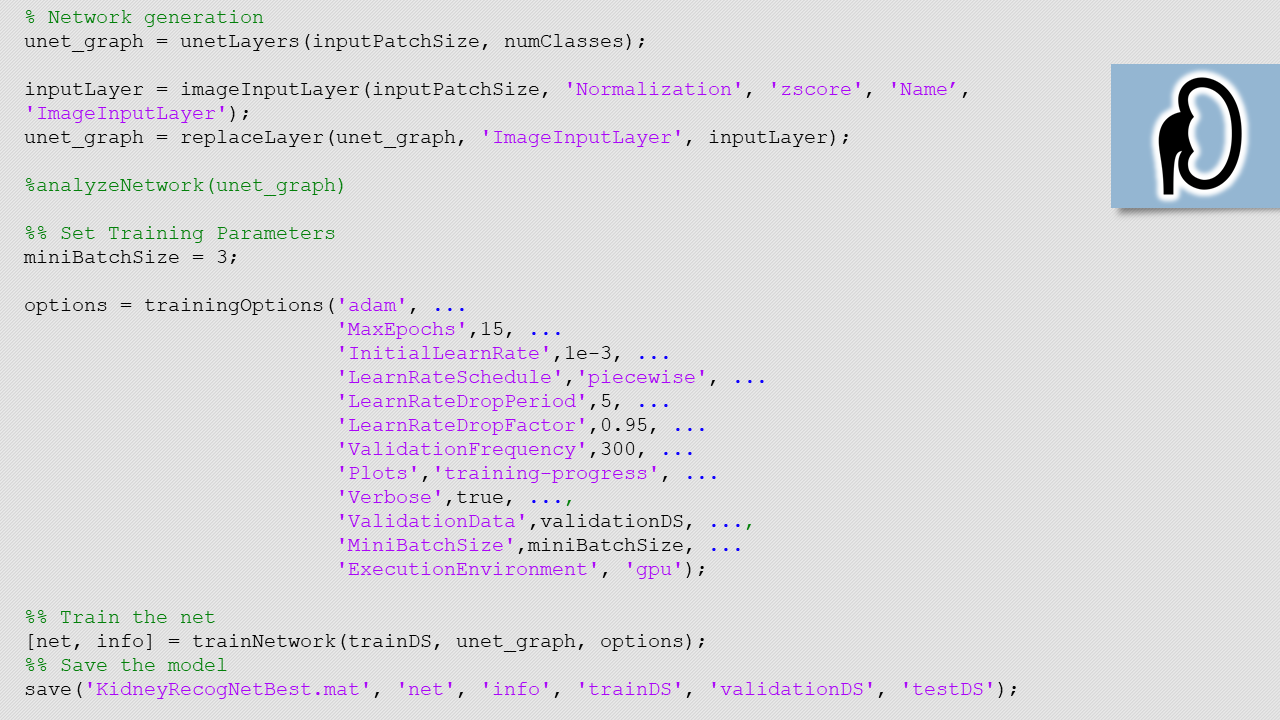 % Network generation
unet_graph = unetLayers(inputPatchSize, numClasses);
inputLayer = imageInputLayer(inputPatchSize, 'Normalization', 'zscore', 'Name’,
'ImageInputLayer');
unet_graph = replaceLayer(unet_graph, 'ImageInputLayer', inputLayer);
%analyzeNetwork(unet_graph)
%% Set Training Parameters
miniBatchSize = 3;
options = trainingOptions('adam', ...
'MaxEpochs',15, ...
'InitialLearnRate',1e-3, ...
'LearnRateSchedule','piecewise', ...
'LearnRateDropPeriod',5, ...
'LearnRateDropFactor',0.95, ...
'ValidationFrequency',300, ...
'Plots','training-progress', ...
'Verbose',true, ...,
'ValidationData',validationDS, ...,
'MiniBatchSize',miniBatchSize, ...
'ExecutionEnvironment', 'gpu');
%% Train the net
[net, info] = trainNetwork(trainDS, unet_graph, options);
%% Save the model
save('KidneyRecogNetBest.mat', 'net', 'info', 'trainDS', 'validationDS', 'testDS');